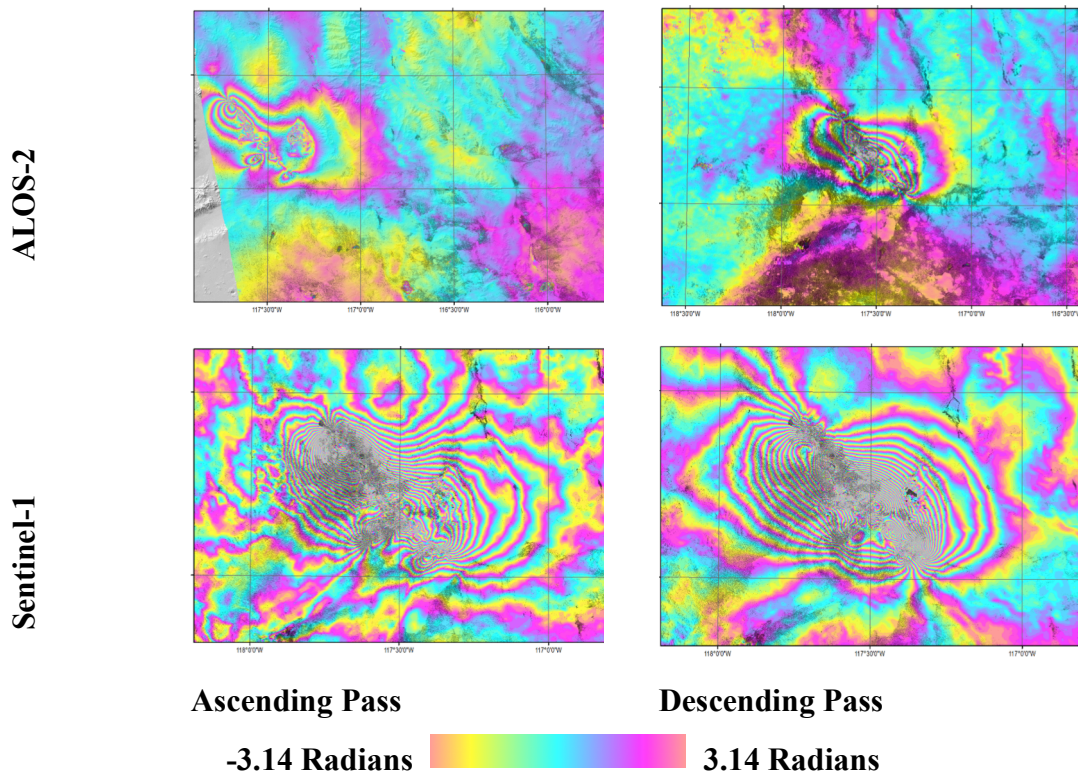 ALOS-2
117°30'0"W 117°0'0"W 116°30'0"W 116°0'0"W
118°30'0"W 118°0'0"W 117°30'0"W 117°0'0"W 116°30'0"W
Sentinel-1
118°0'0"W 117°30'0"W 117°0'0"W
118°0'0"W 117°30'0"W 117°0'0"W
Ascending Pass
Descending Pass
-3.14 Radians
3.14 Radians